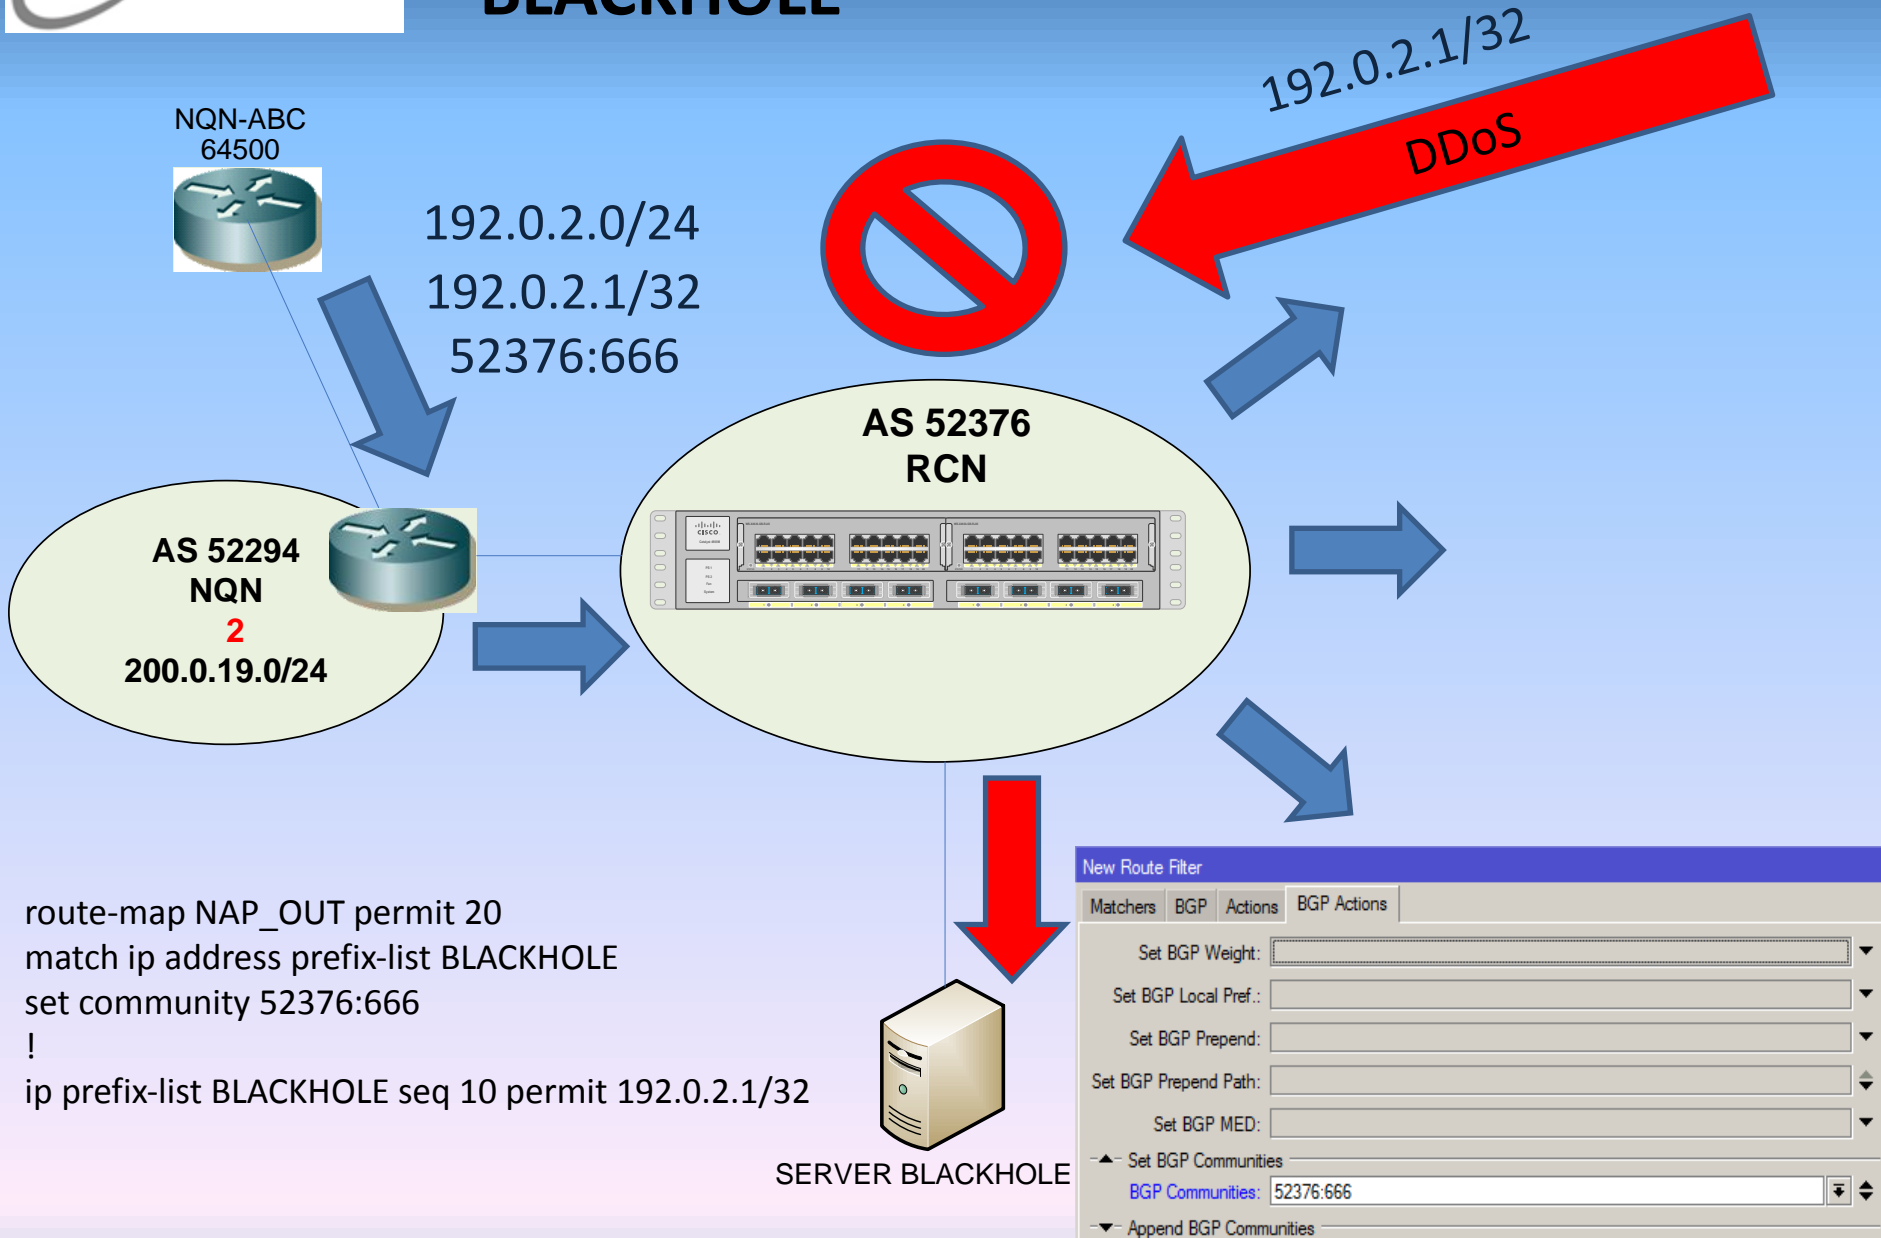 BLACKHOLE
192.0.2.1/32
DDoS
NQN-ABC
64500
192.0.2.0/24
192.0.2.1/32
52376:666
AS 52376
RCN
CISCO
AS 52294
NQN
2
200.0.19.0/24
route-map NAP_OUT permit 20
match ip address prefix-list BLACKHOLE
set community 52376:666
!
ip prefix-list BLACKHOLE seq 10 permit 192.0.2.1/32
SERVER BLACKHOLE
New Route Filter
Matchers BGP Actions BGP Actions
Set BGP Weight:
Set BGP Local Pref.:
Set BGP Prepend:
Set BGP Prepend Path:
Set BGP MED:
Set BGP Communities
BGP Communities: 52376:666
Append BGP Communities